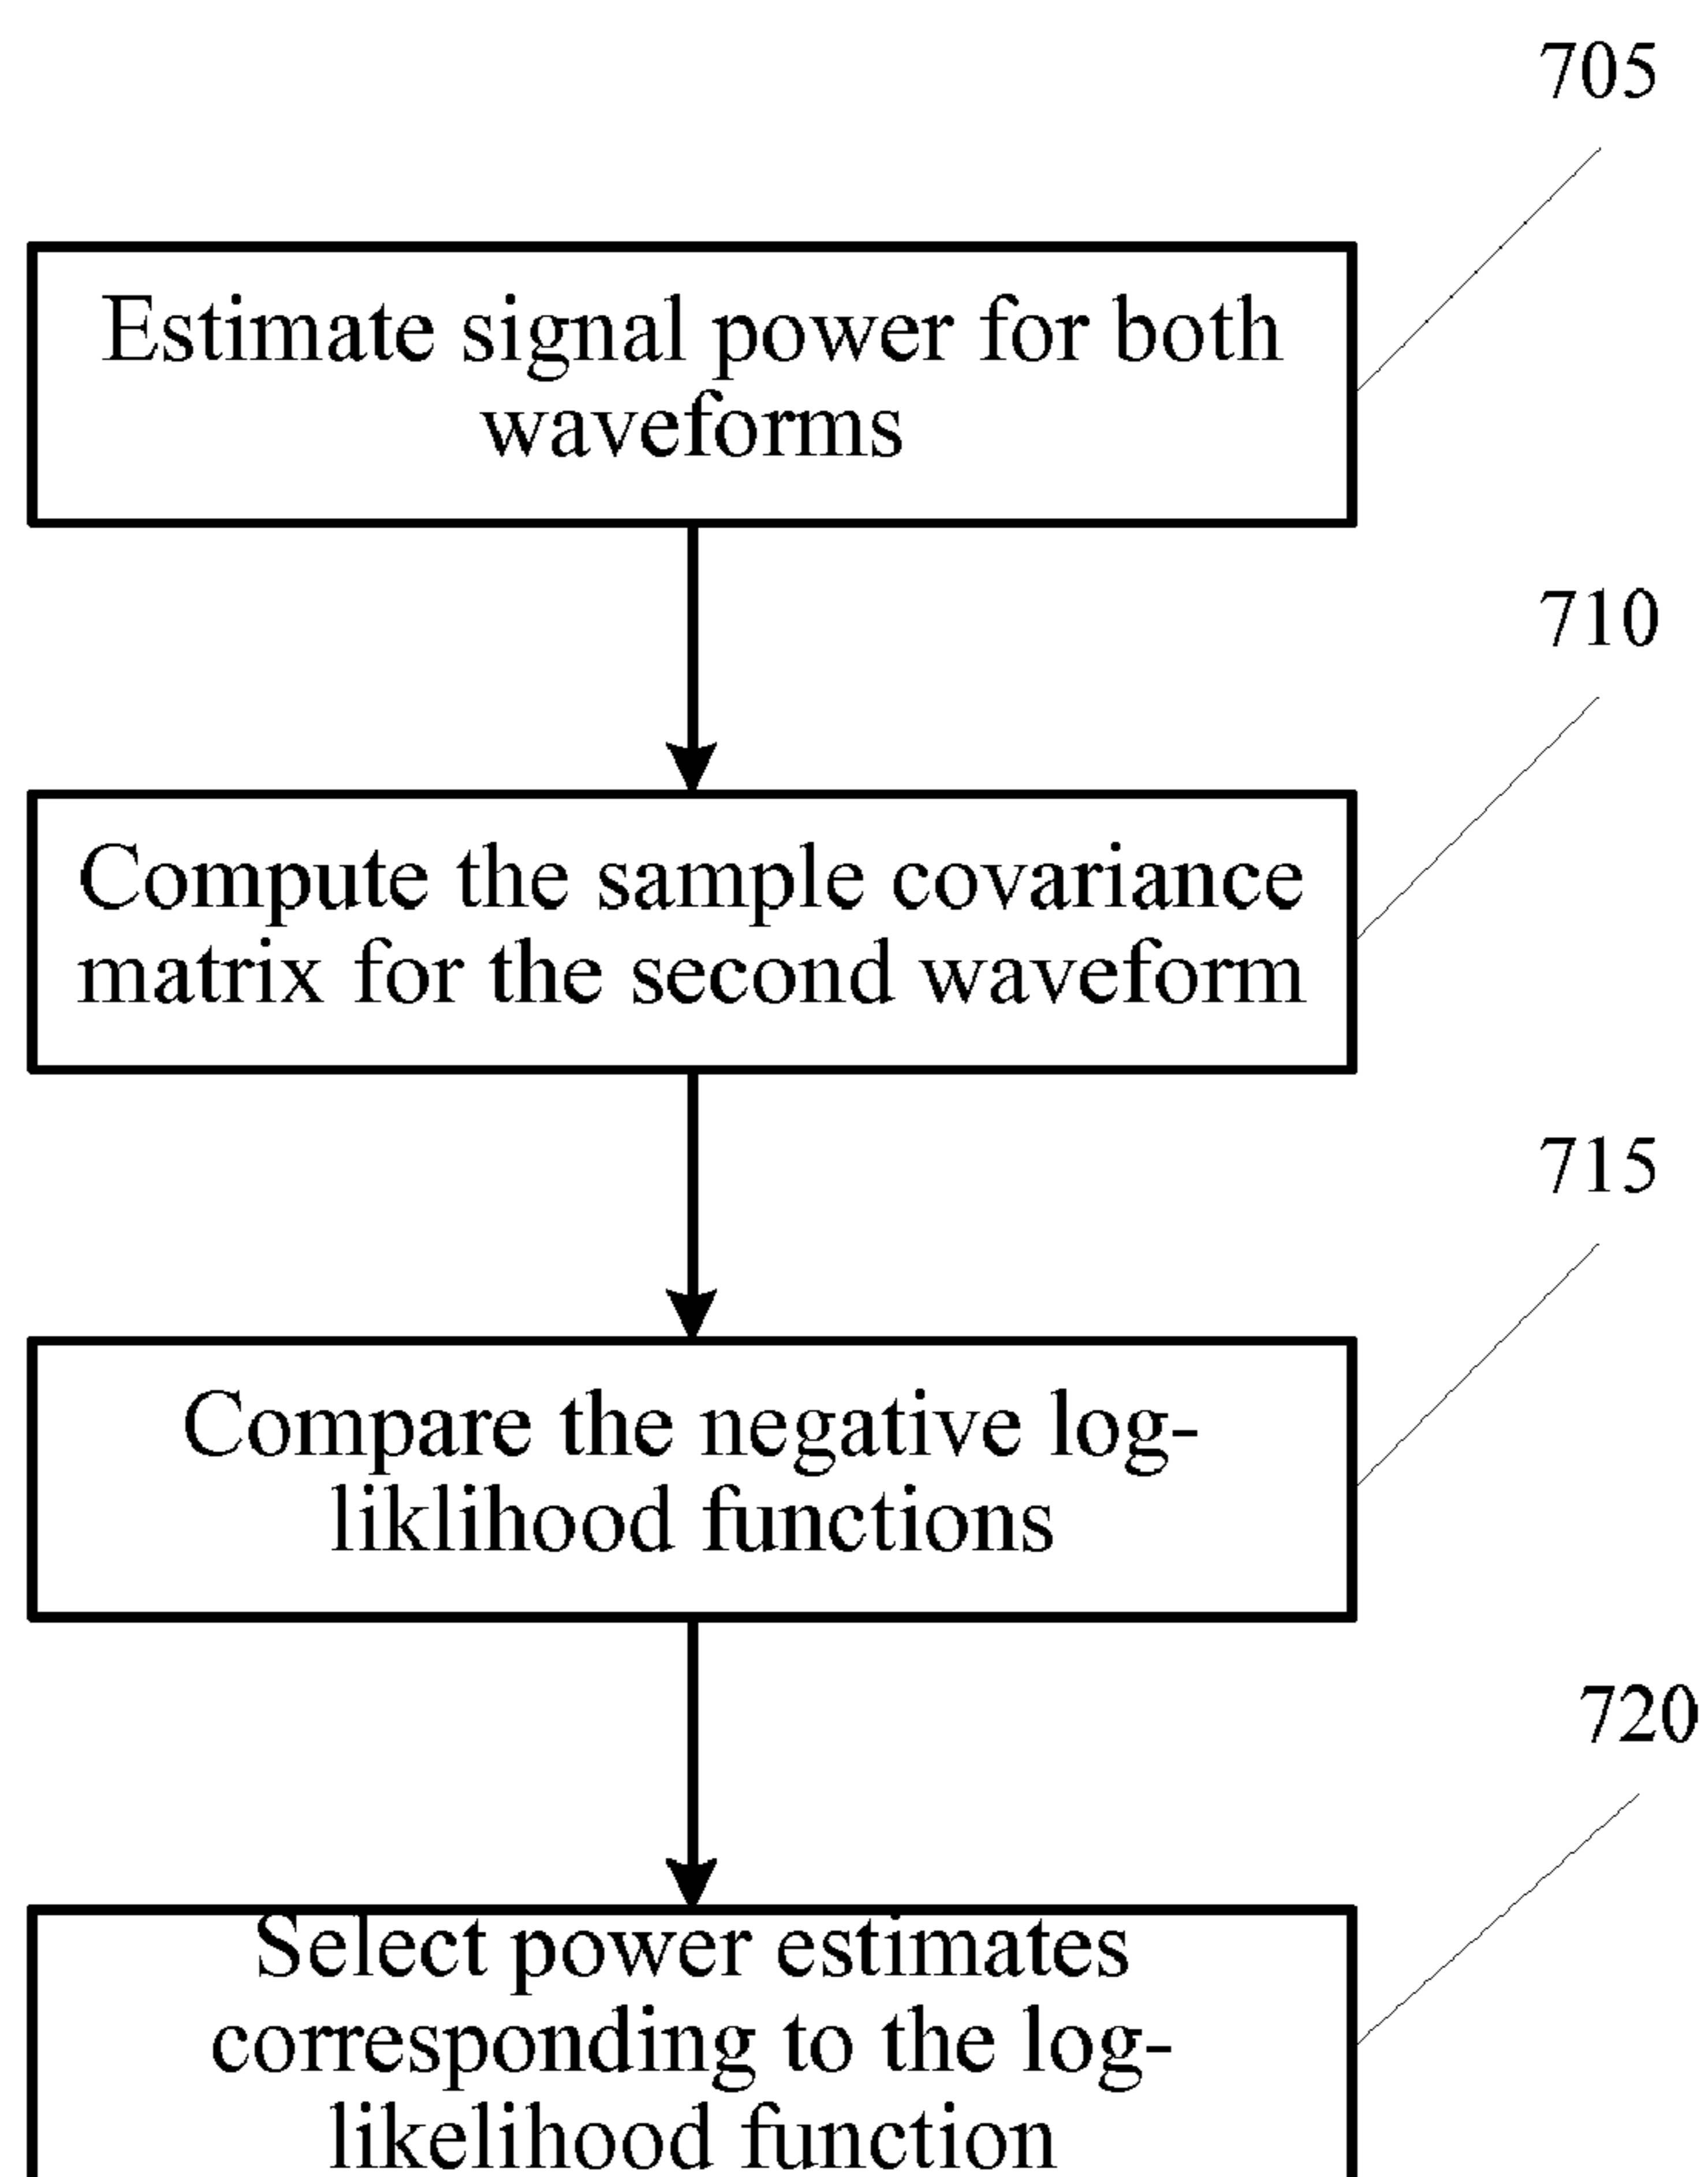 705
Estimate signal power for both
waveforms
710
Compute the sample covariance
matrix for the second waveform
715
Compare the negative log-
liklihood functions
720
Select power estimates
corresponding to the log-
likelihood function